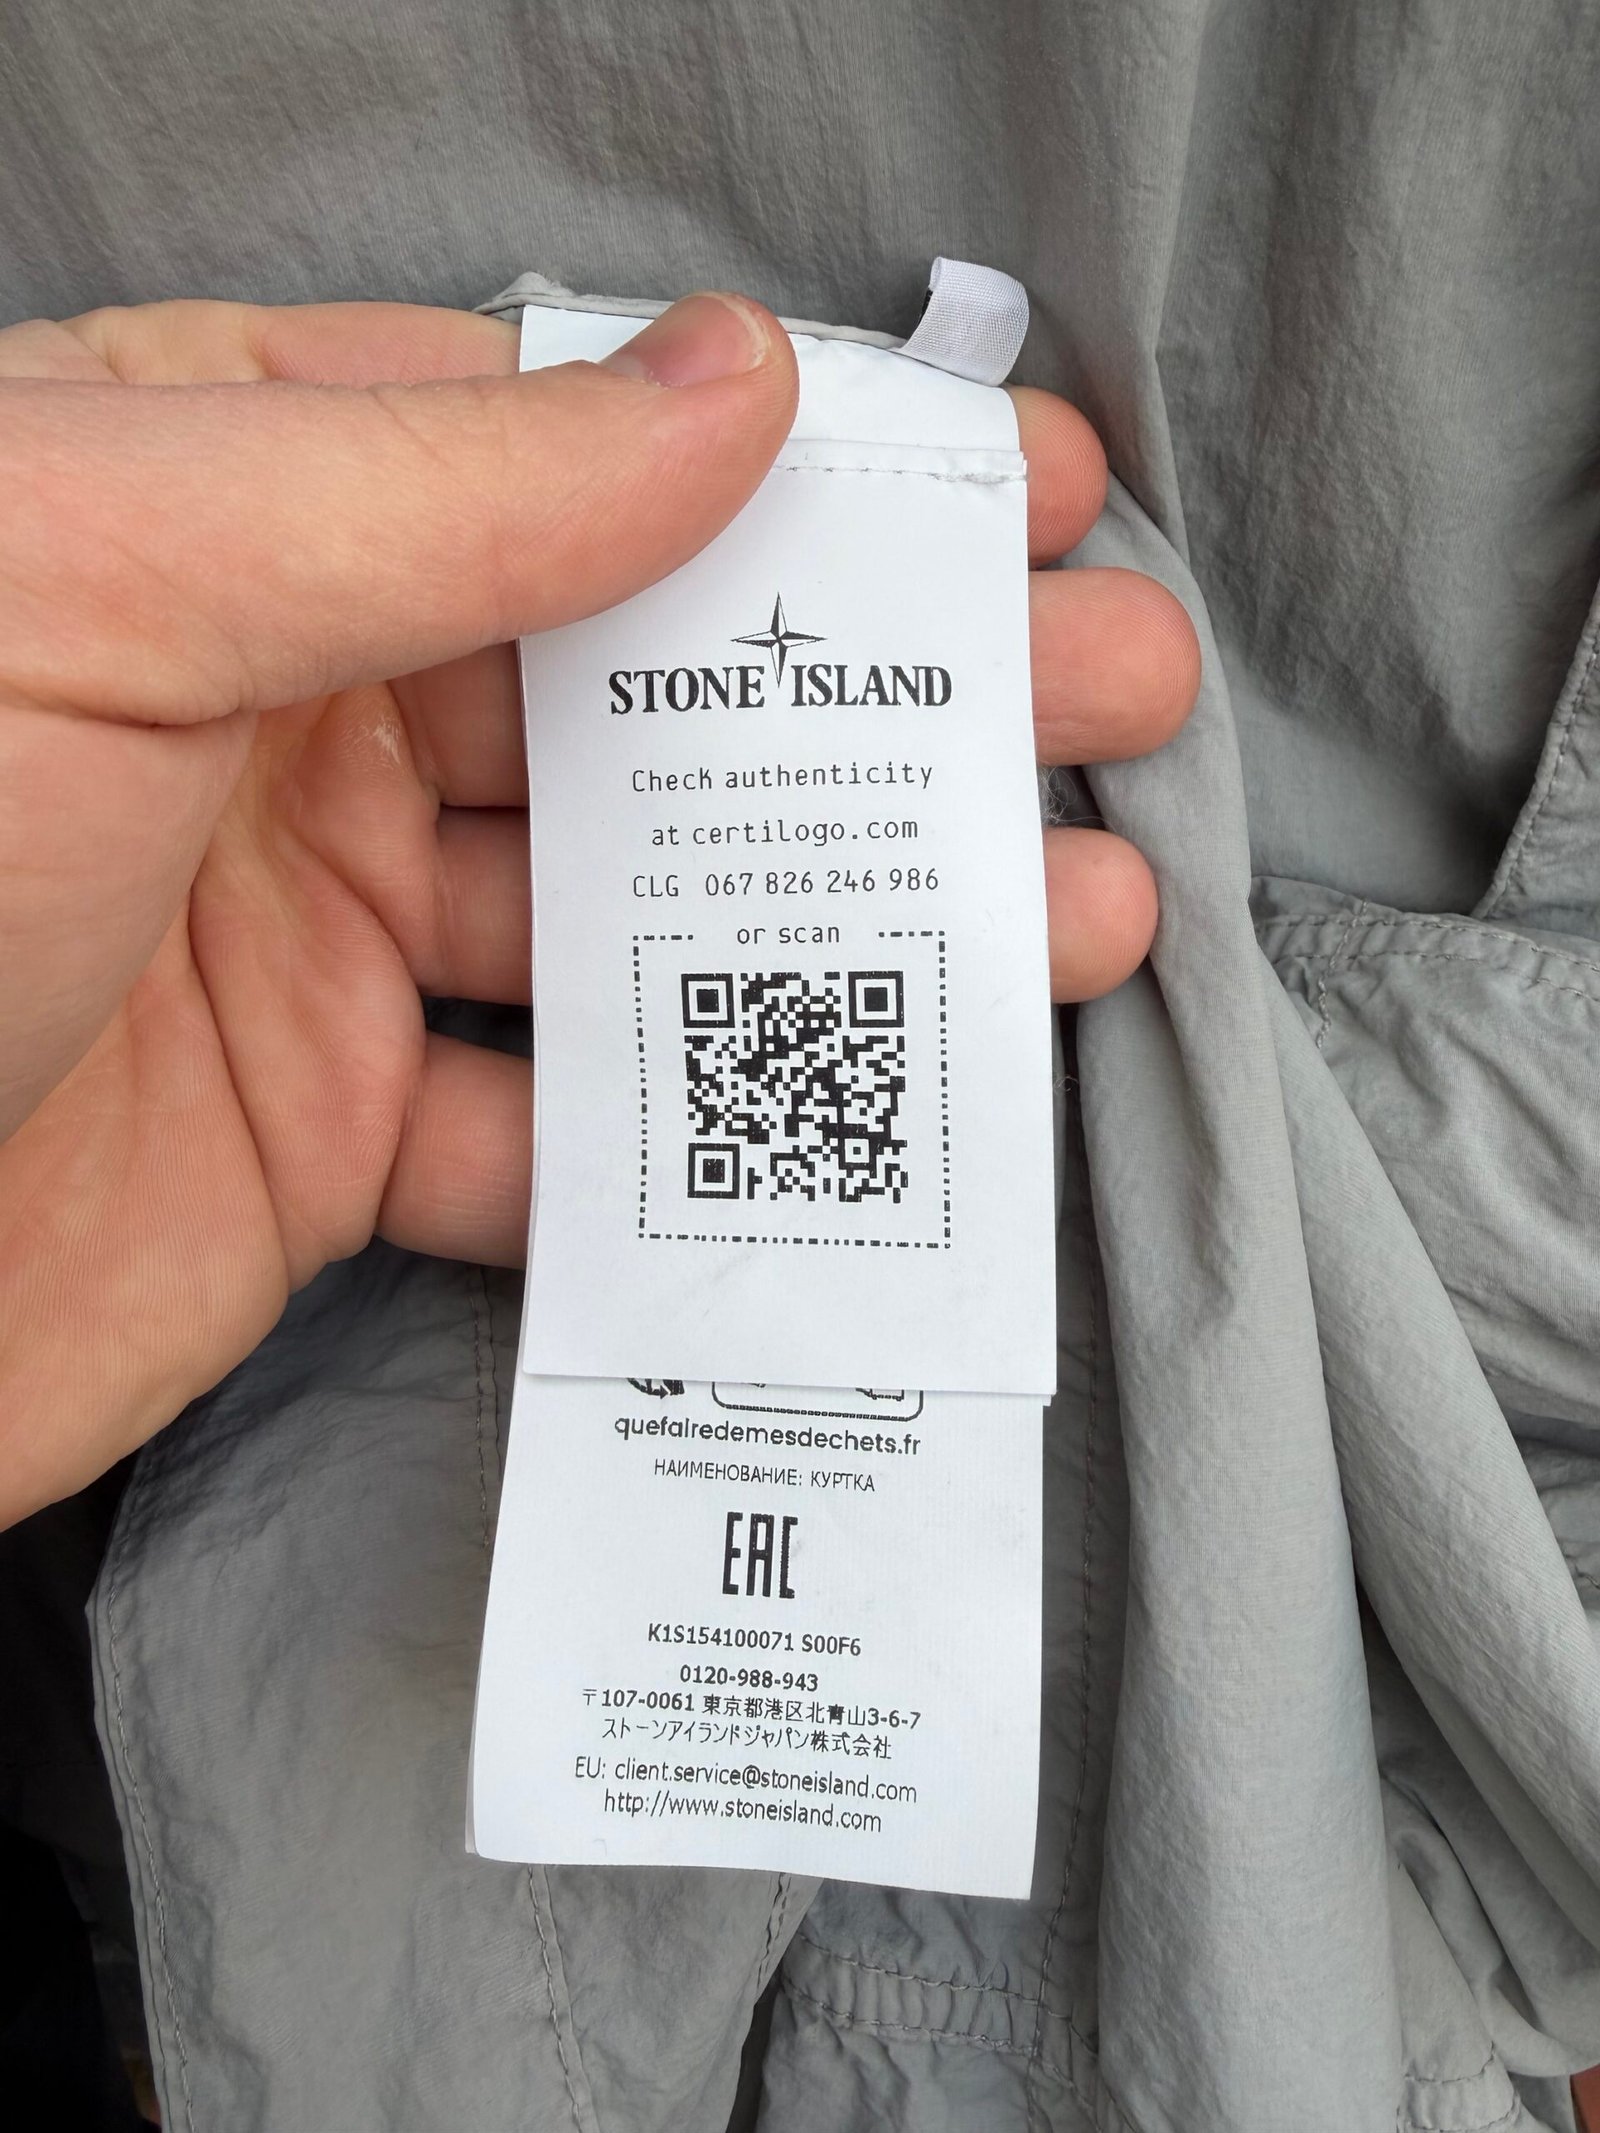 STONE ISLAND
Check authenticity
at certilogo.com
CLG 067 826 246 986
or scan
quefairedemesdechets.fr
НАИМЕНОВАНИЕ: КУРТКА
EAC
K1S154100071 S00F6
0120-988-943
〒107-0061 東京都港区北青山3-6-7
ストーンアイランドジャパン株式会社
EU: client.service@stoneisland.com
http://www.stoneisland.com